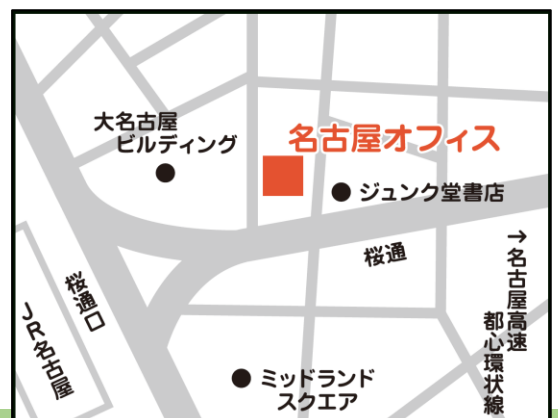 大名古屋
ビルディング
名古屋オフィス
ジュンク堂書店
桜通
→名古屋高速
都心環状線
桜通口
JR名古屋
ミッドランド
スクエア